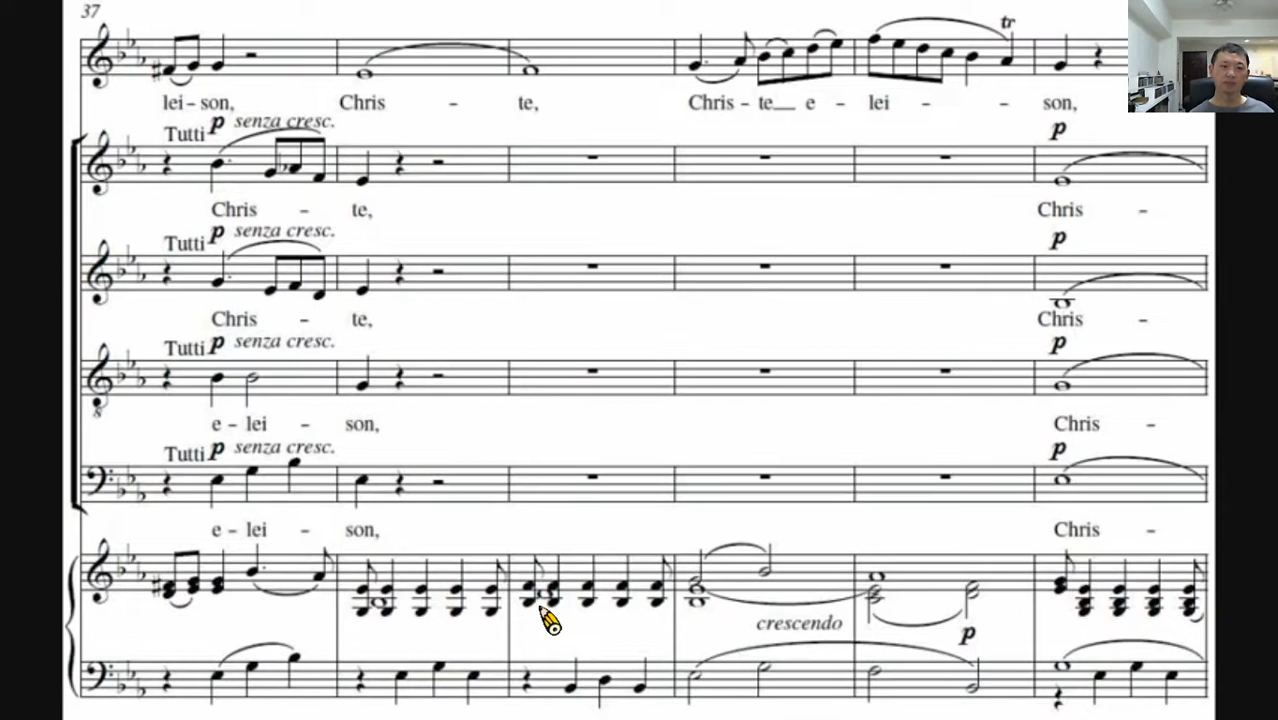 37
tr
lei - son, Chris - te, Chris - te e - lei - son,
Tutti p senza cresc. p
Chris - te, Chris -
Tutti p senza cresc. p
Chris - te, Chris -
Tutti p senza cresc. p
8
e - lei - son, Chris -
Tutti p senza cresc. p
e - lei - son, Chris -
crescendo p